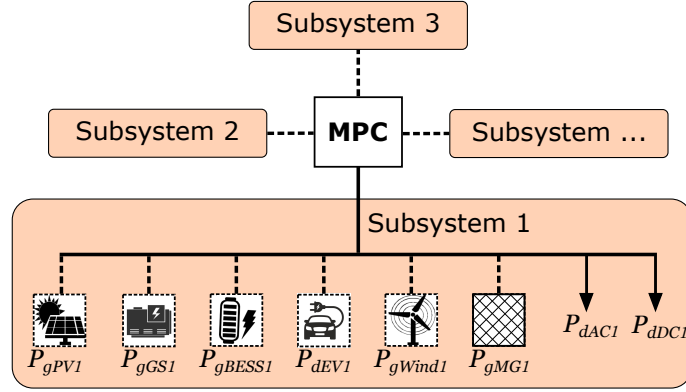 Subsystem 3
Subsystem 2
MPC
Subsystem ...
Subsystem 1
PgPV1
PgGS1
PgBESS1
PdEV1
PgWind1
PgMG1
PdAC1
PdDC1